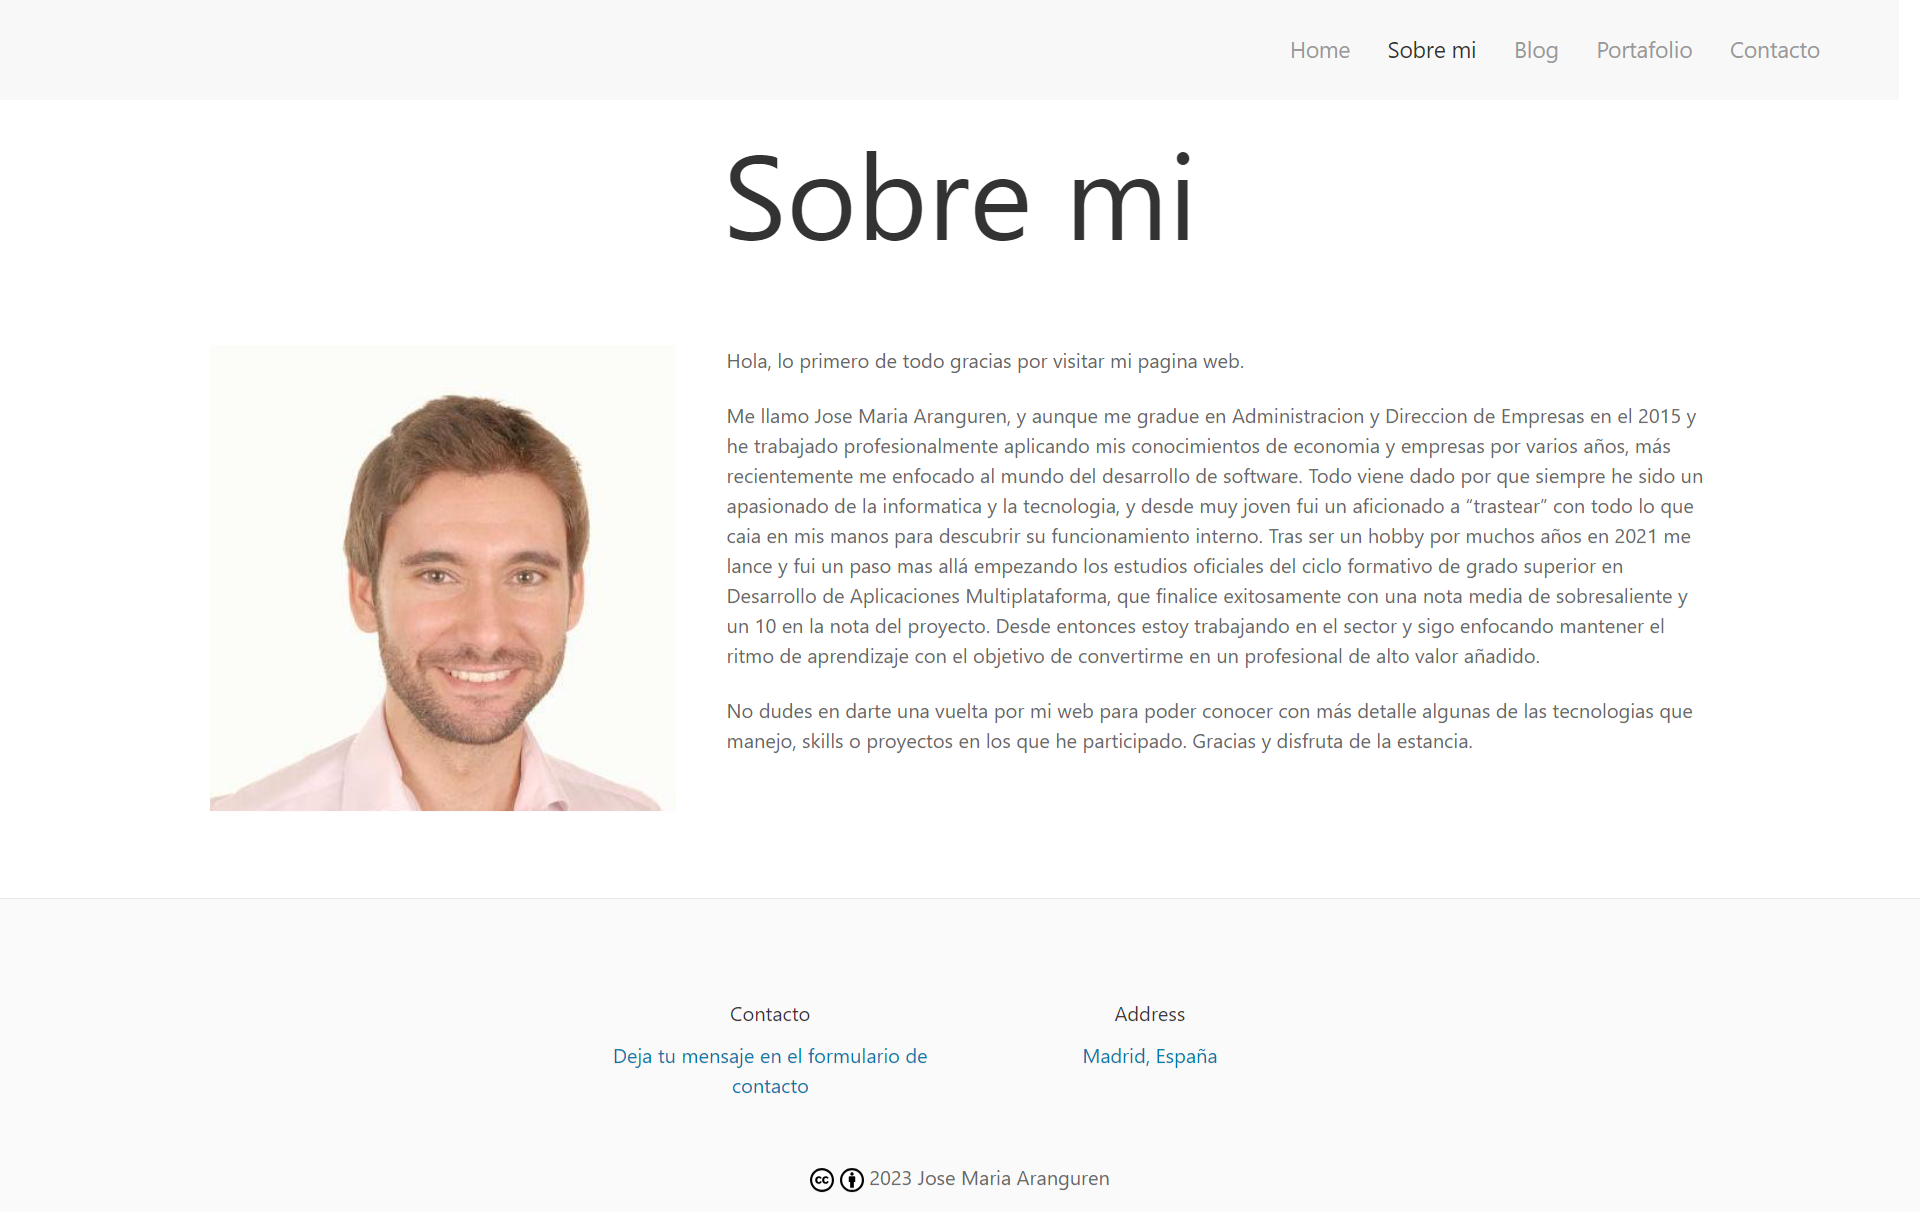 Home Sobre mi Blog Portafolio Contacto
Sobre mi
Hola, lo primero de todo gracias por visitar mi pagina web.
Me llamo Jose Maria Aranguren, y aunque me gradue en Administracion y Direccion de Empresas en el 2015 y
he trabajado profesionalmente aplicando mis conocimientos de economia y empresas por varios años, más
recientemente me enfocado al mundo del desarrollo de software. Todo viene dado por que siempre he sido un
apasionado de la informatica y la tecnologia, y desde muy joven fui un aficionado a “trastear” con todo lo que
caia en mis manos para descubrir su funcionamiento interno. Tras ser un hobby por muchos años en 2021 me
lance y fui un paso mas allá empezando los estudios oficiales del ciclo formativo de grado superior en
Desarrollo de Aplicaciones Multiplataforma, que finalice exitosamente con una nota media de sobresaliente y
un 10 en la nota del proyecto. Desde entonces estoy trabajando en el sector y sigo enfocando mantener el
ritmo de aprendizaje con el objetivo de convertirme en un profesional de alto valor añadido.
No dudes en darte una vuelta por mi web para poder conocer con más detalle algunas de las tecnologias que
manejo, skills o proyectos en los que he participado. Gracias y disfruta de la estancia.
Contacto
Deja tu mensaje en el formulario de
contacto
Address
Madrid, España
cc 2023 Jose Maria Aranguren